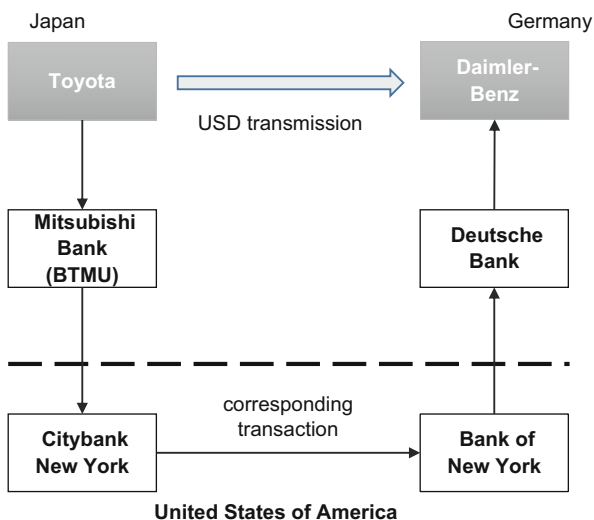 Japan
Germany
Toyota
Daimler-
Benz
USD transmission
Mitsubishi
Bank
(BTMU)
Deutsche
Bank
corresponding
transaction
Citybank
New York
Bank of
New York
United States of America